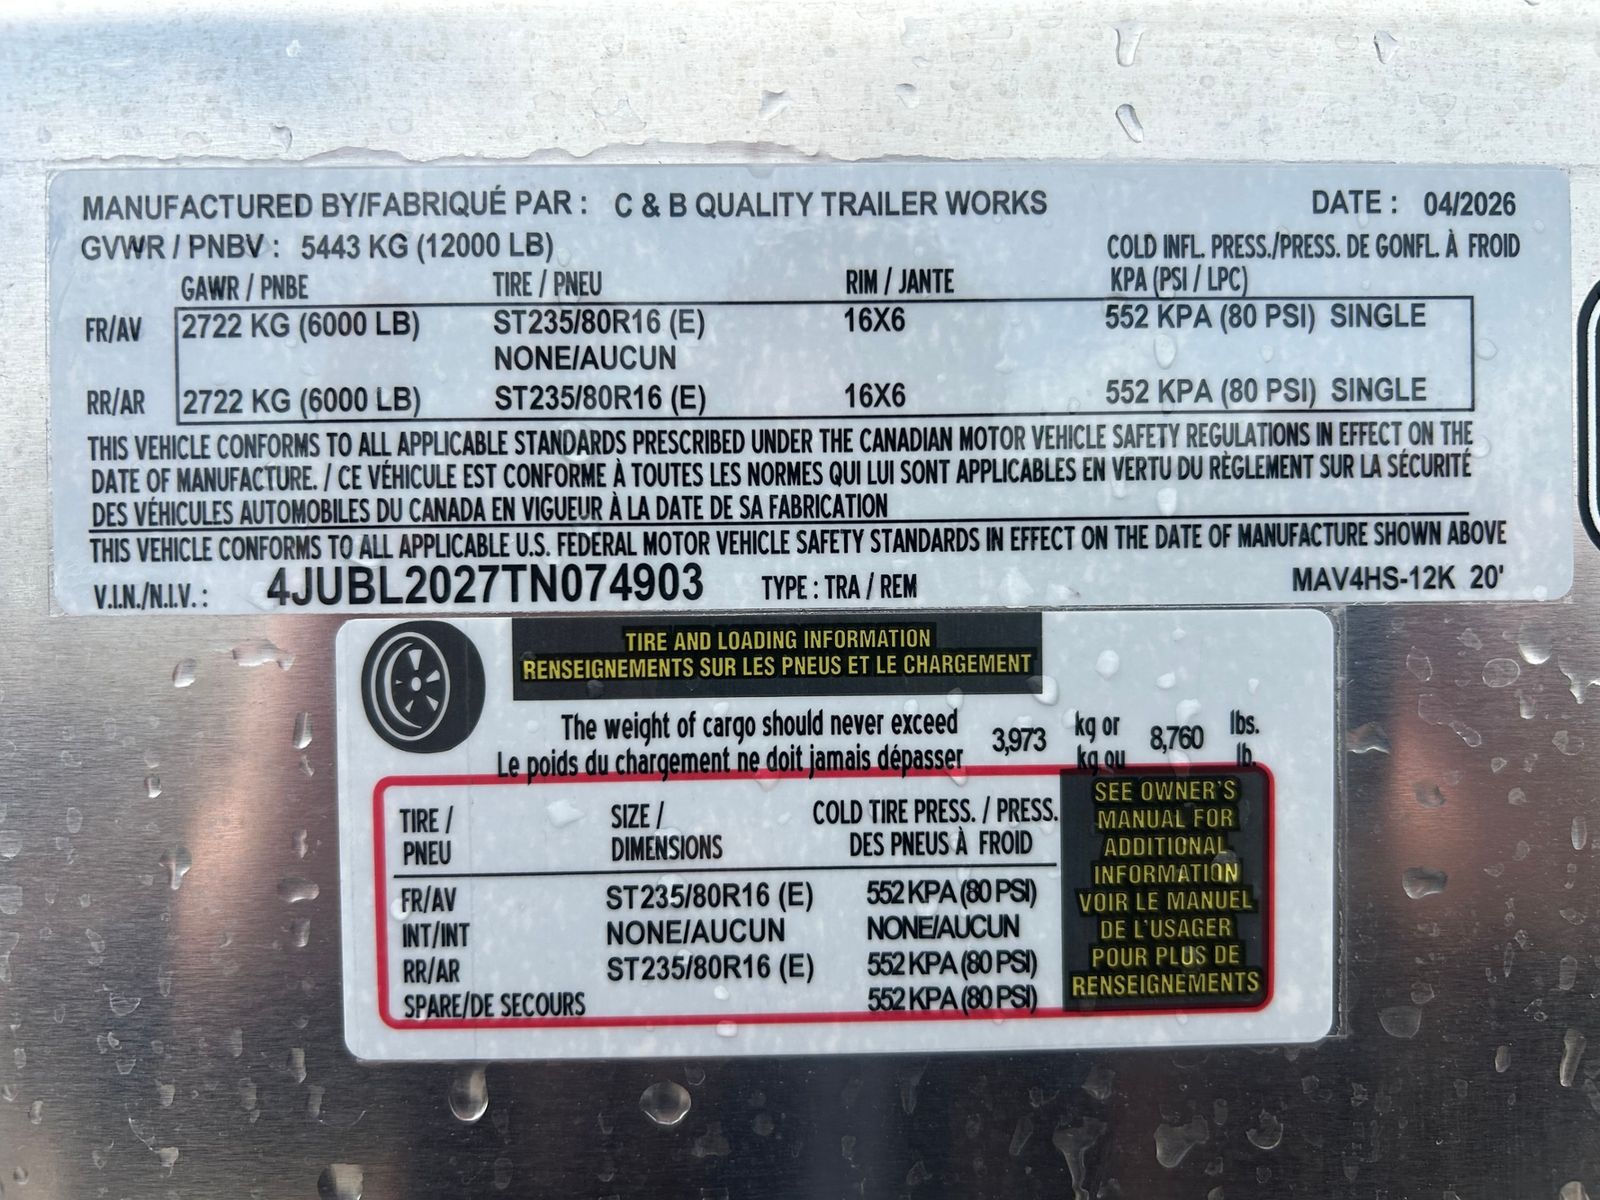 MANUFACTURED BY/FABRIQUÉ PAR : C & B QUALITY TRAILER WORKS DATE : 04/2026
GVWR / PNBV : 5443 KG (12000 LB) COLD INFL. PRESS./PRESS. DE GONFL. À FROID
GAWR / PNBE TIRE / PNEU RIM / JANTE KPA (PSI / LPC)
FR/AV 2722 KG (6000 LB) ST235/80R16 (E) 16X6 552 KPA (80 PSI) SINGLE
NONE/AUCUN
RR/AR 2722 KG (6000 LB) ST235/80R16 (E) 16X6 552 KPA (80 PSI) SINGLE
THIS VEHICLE CONFORMS TO ALL APPLICABLE STANDARDS PRESCRIBED UNDER THE CANADIAN MOTOR VEHICLE SAFETY REGULATIONS IN EFFECT ON THE
DATE OF MANUFACTURE. / CE VÉHICULE EST CONFORME À TOUTES LES NORMES QUI LUI SONT APPLICABLES EN VERTU DU RÈGLEMENT SUR LA SÉCURITÉ
DES VÉHICULES AUTOMOBILES DU CANADA EN VIGUEUR À LA DATE DE SA FABRICATION
THIS VEHICLE CONFORMS TO ALL APPLICABLE U.S. FEDERAL MOTOR VEHICLE SAFETY STANDARDS IN EFFECT ON THE DATE OF MANUFACTURE SHOWN ABOVE
V.I.N./N.I.V. : 4JUBL2027TN074903 TYPE : TRA / REM MAV4HS-12K 20'
TIRE AND LOADING INFORMATION
RENSEIGNEMENTS SUR LES PNEUS ET LE CHARGEMENT
The weight of cargo should never exceed 3,973 kg or 8,760 lbs.
Le poids du chargement ne doit jamais dépasser kg ou lb.
TIRE / SIZE / COLD TIRE PRESS. / PRESS.
PNEU DIMENSIONS DES PNEUS À FROID
FR/AV ST235/80R16 (E) 552 KPA (80 PSI)
INT/INT NONE/AUCUN NONE/AUCUN
RR/AR ST235/80R16 (E) 552 KPA (80 PSI)
SPARE/DE SECOURS 552 KPA (80 PSI)
SEE OWNER'S
MANUAL FOR
ADDITIONAL
INFORMATION
VOIR LE MANUEL
DE L'USAGER
POUR PLUS DE
RENSEIGNEMENTS